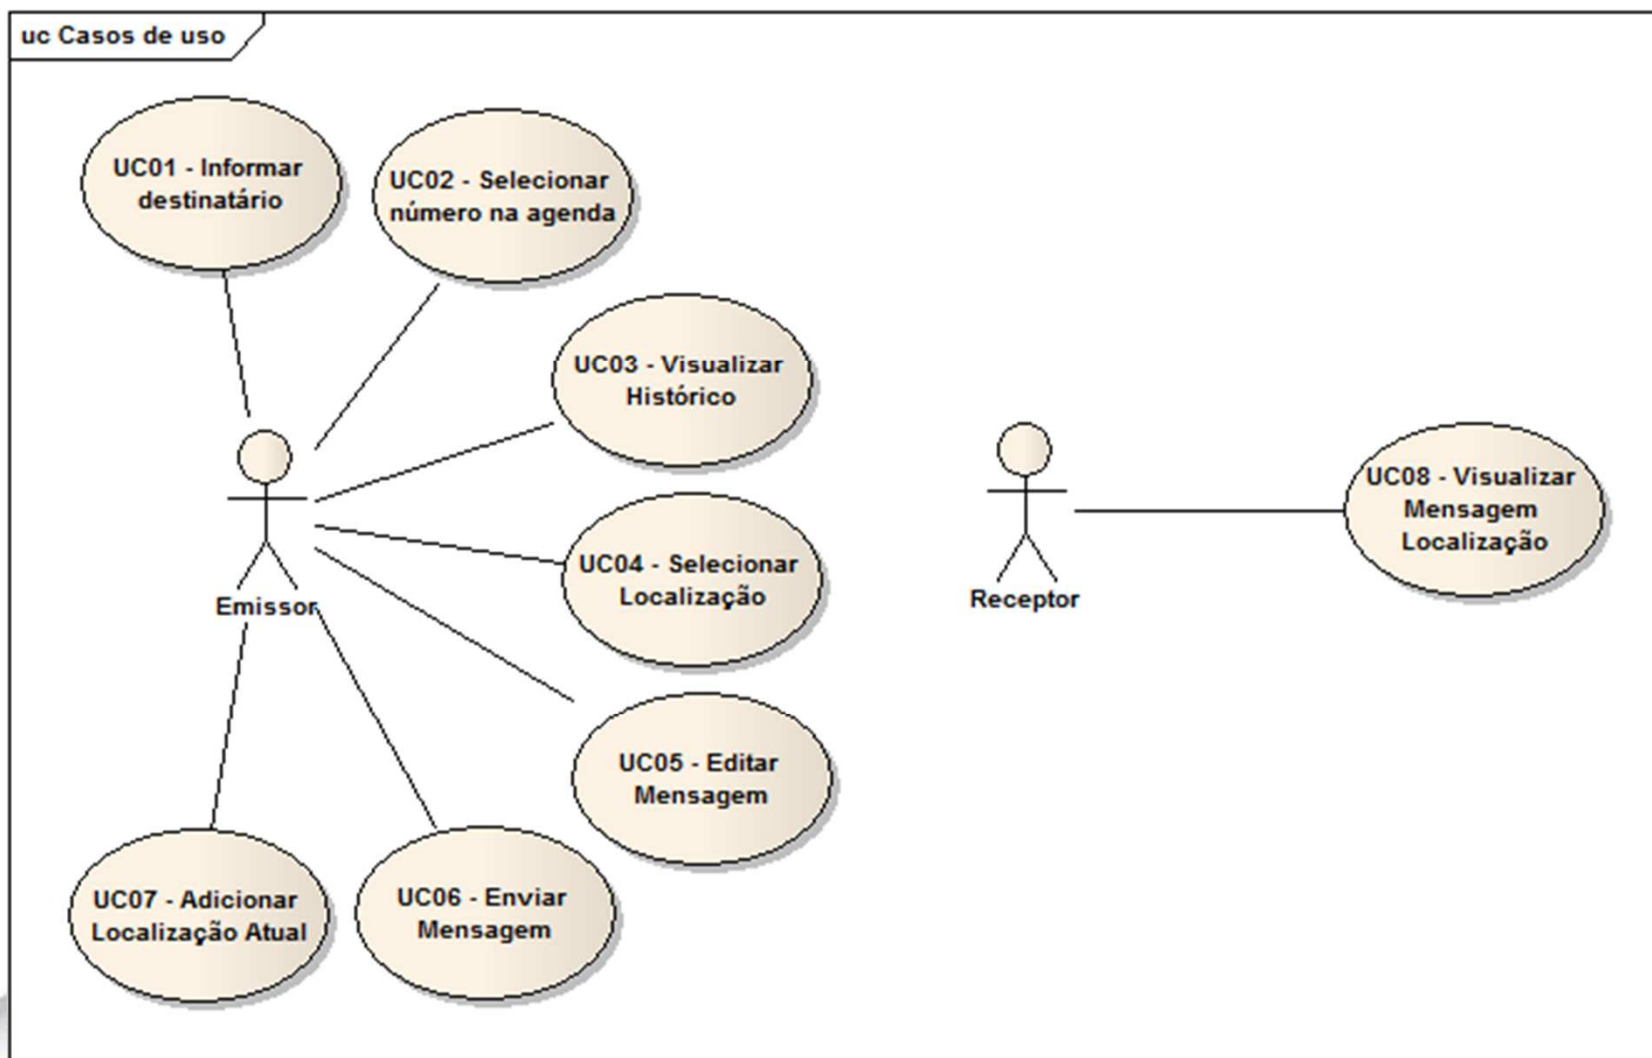 uc Casos de uso
UC01 - Informar
destinatário
UC02 - Selecionar
número na agenda
UC03 - Visualizar
Histórico
UC04 - Selecionar
Localização
UC05 - Editar
Mensagem
UC06 - Enviar
Mensagem
UC07 - Adicionar
Localização Atual
Emissor
Receptor
UC08 - Visualizar
Mensagem
Localização